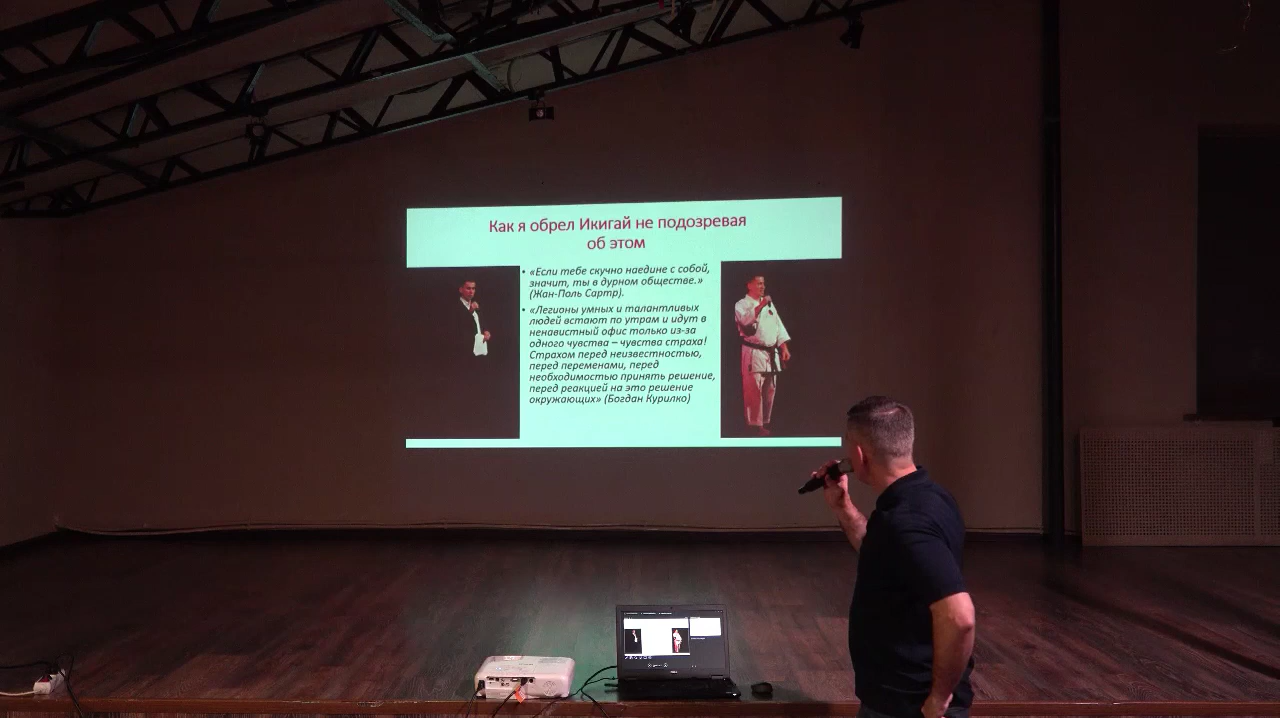 Как я обрел Икигай не подозревая
об этом
• «Если тебе скучно наедине с собой,
значит, ты в дурном обществе.»
(Жан-Поль Сартр).
• «Легионы умных и талантливых
людей встают по утрам и идут в
ненавистный офис только из-за
одного чувства – чувства страха!
Страхом перед неизвестностью,
перед переменами, перед
необходимостью принять решение,
перед реакцией на это решение
окружающих» (Богдан Курилко)